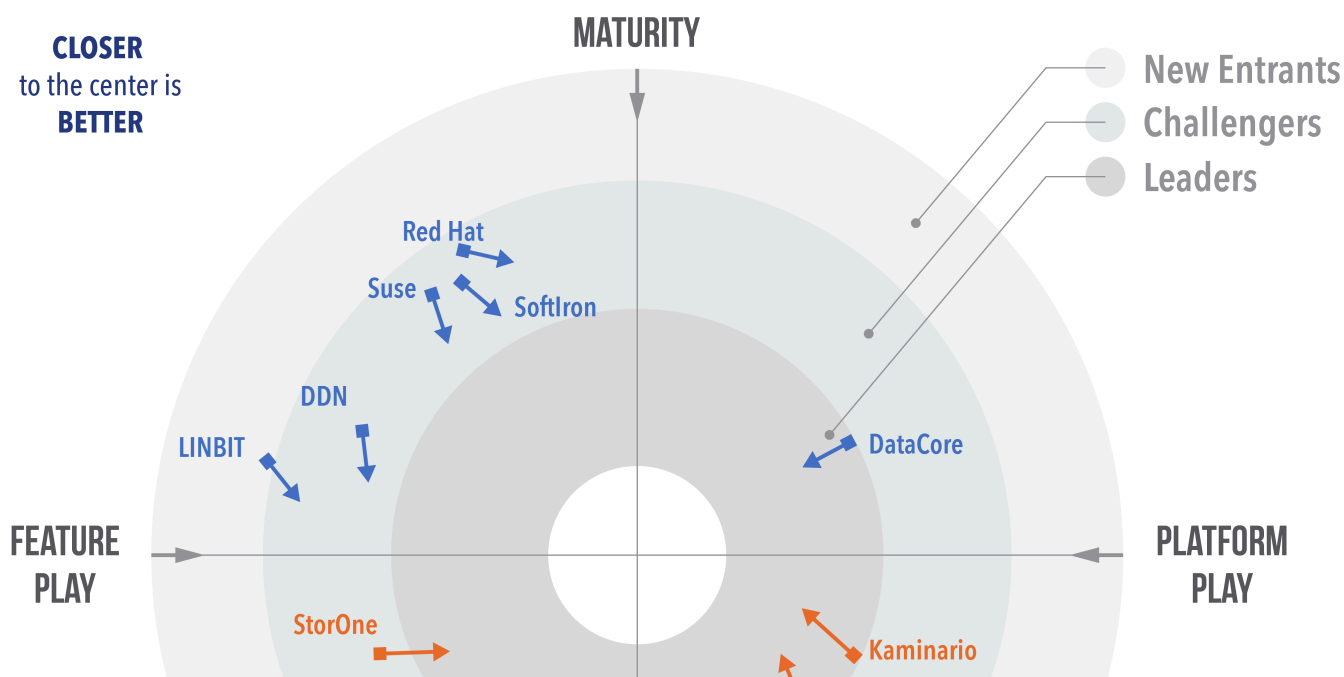 CLOSER
to the center is
BETTER
MATURITY
New Entrants
Challengers
Leaders
Red Hat
Suse
SoftIron
DDN
LINBIT
DataCore
FEATURE
PLAY
PLATFORM
PLAY
StorOne
Kaminario